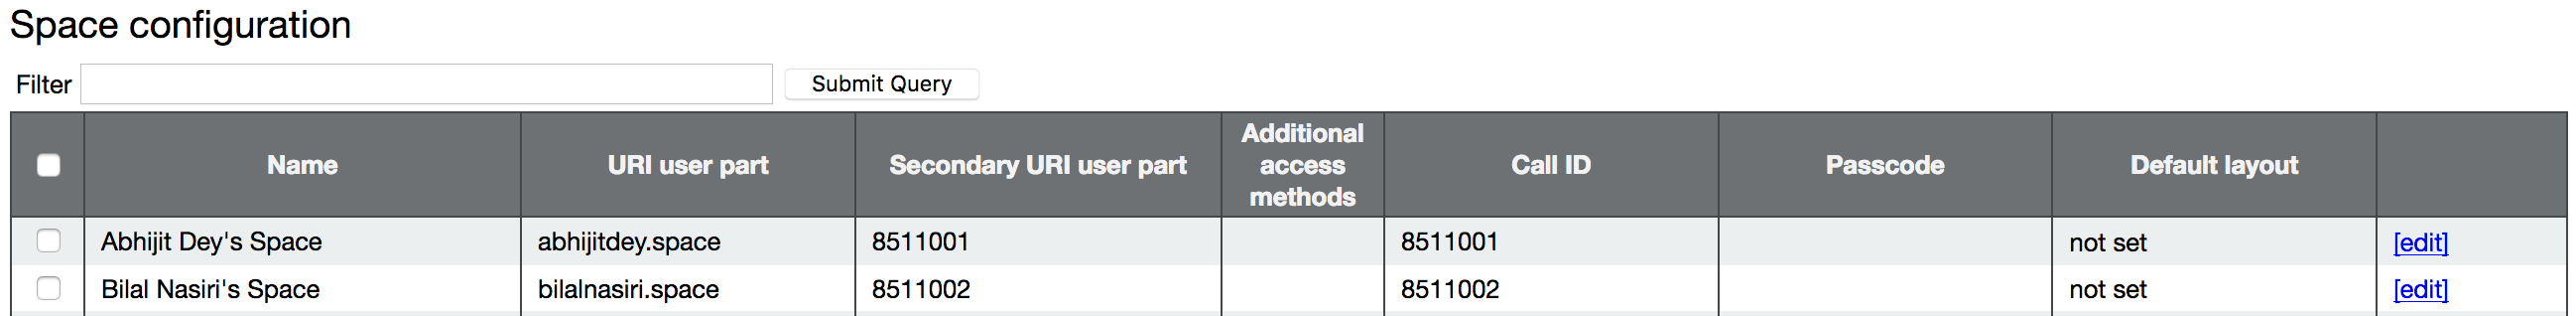 Space configuration
Filter Submit Query
Name URI user part Secondary URI user part Additional access methods Call ID Passcode Default layout
Abhijit Dey's Space abhijitdey.space 8511001 8511001 not set [edit]
Bilal Nasiri's Space bilalnasiri.space 8511002 8511002 not set [edit]